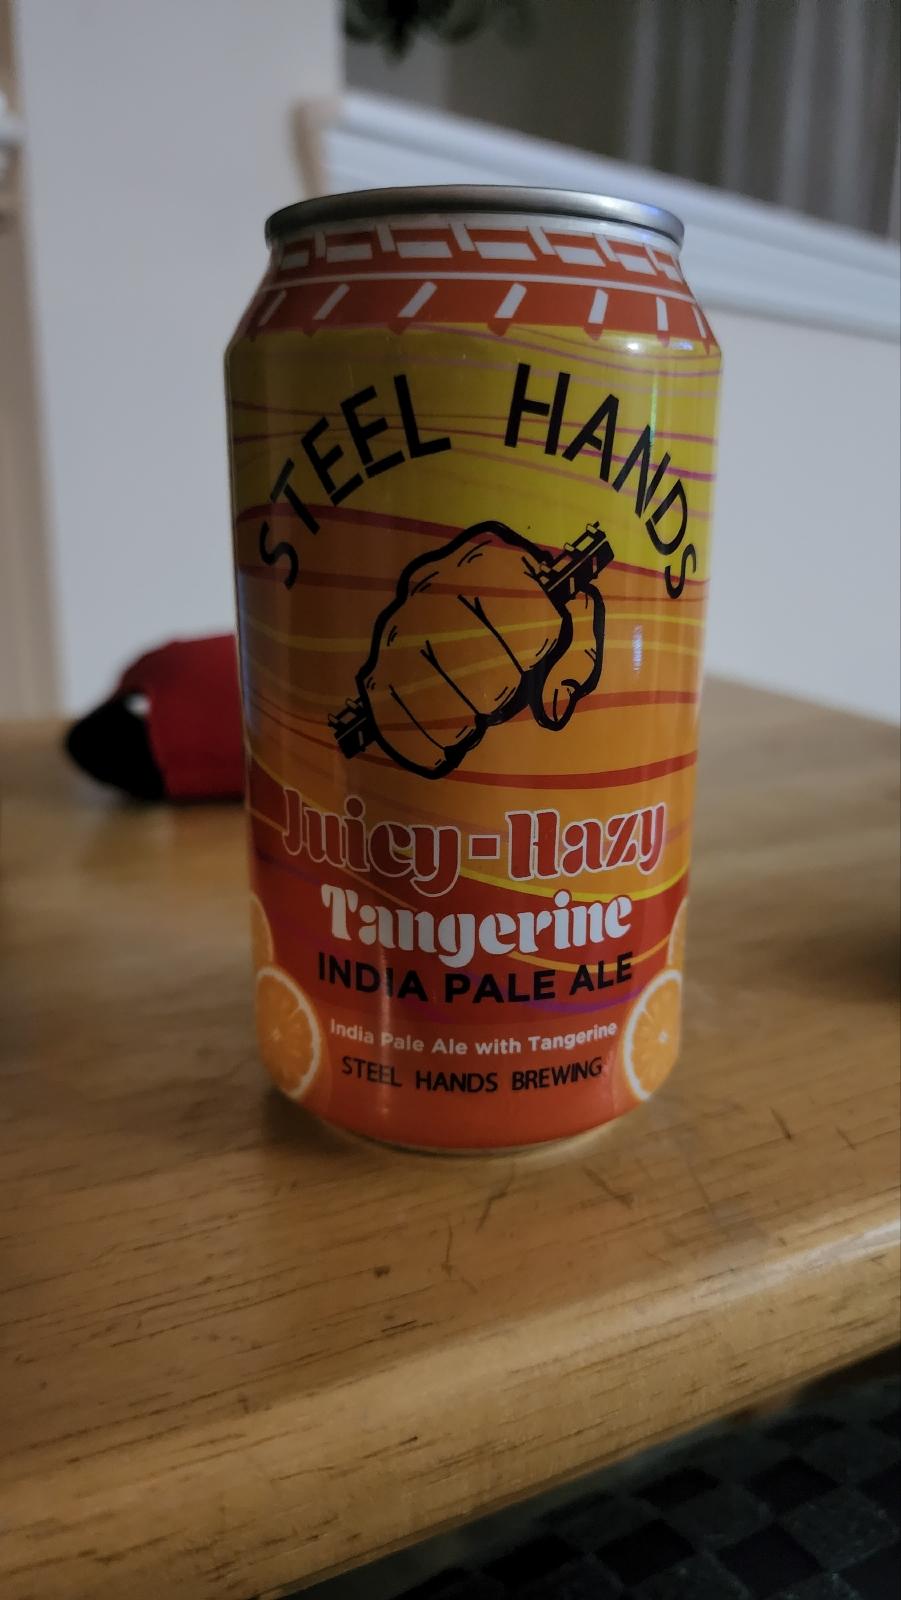 STEEL HANDS
Juicy-Hazy
Tangerine
INDIA PALE ALE
India Pale Ale with Tangerine
STEEL HANDS BREWING